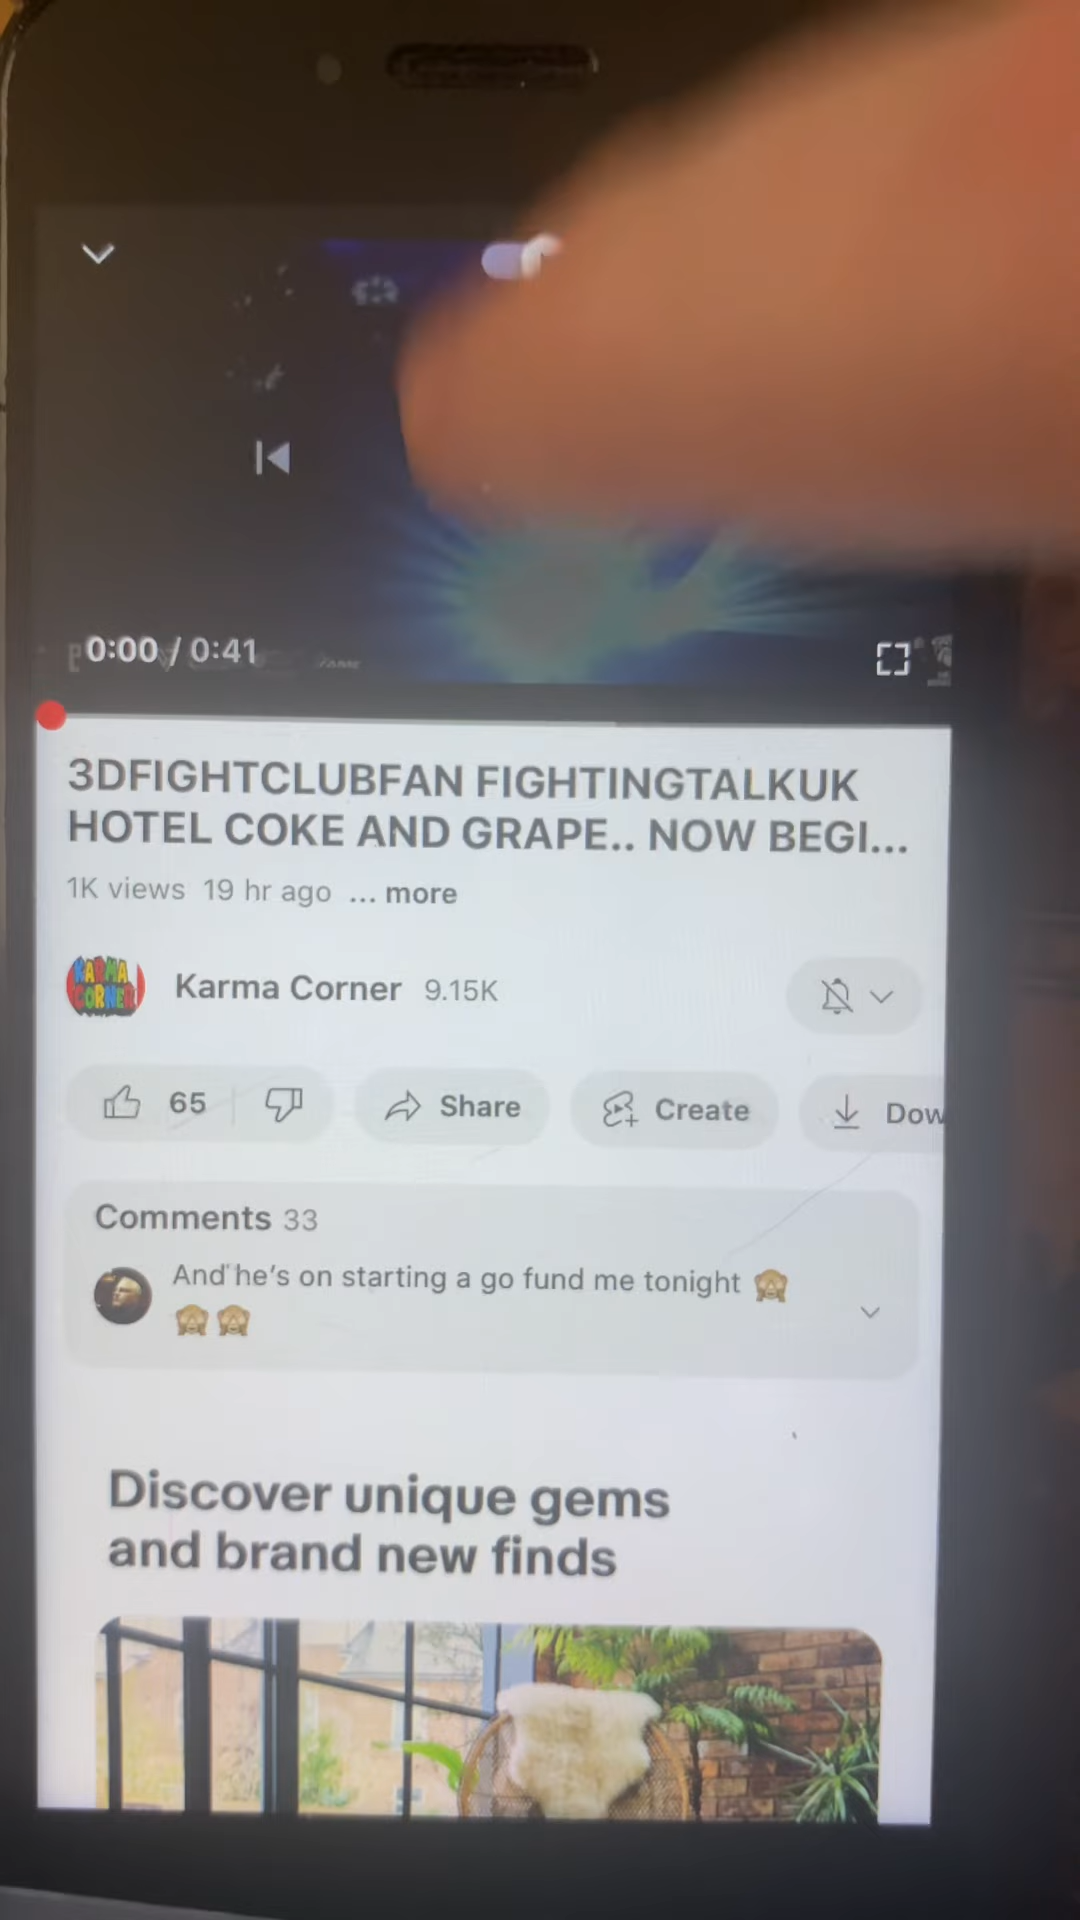 0:00 / 0:41
3DFIGHTCLUBFAN FIGHTINGTALKUK
HOTEL COKE AND GRAPE.. NOW BEGI...
1K views 19 hr ago ... more
KARMA
CORNER
Karma Corner 9.15K
65
Share
Create
Dow
Comments 33
And he's on starting a go fund me tonight 🙈
🙈🙈
Discover unique gems
and brand new finds